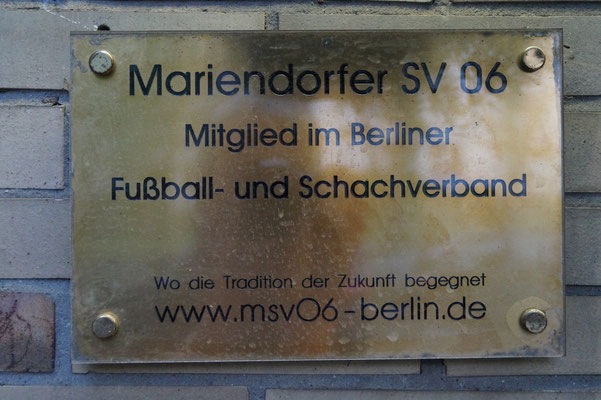 Mariendorfer SV 06
Mitglied im Berliner
Fußball- und Schachverband
Wo die Tradition der Zukunft begegnet
www.msv06-berlin.de